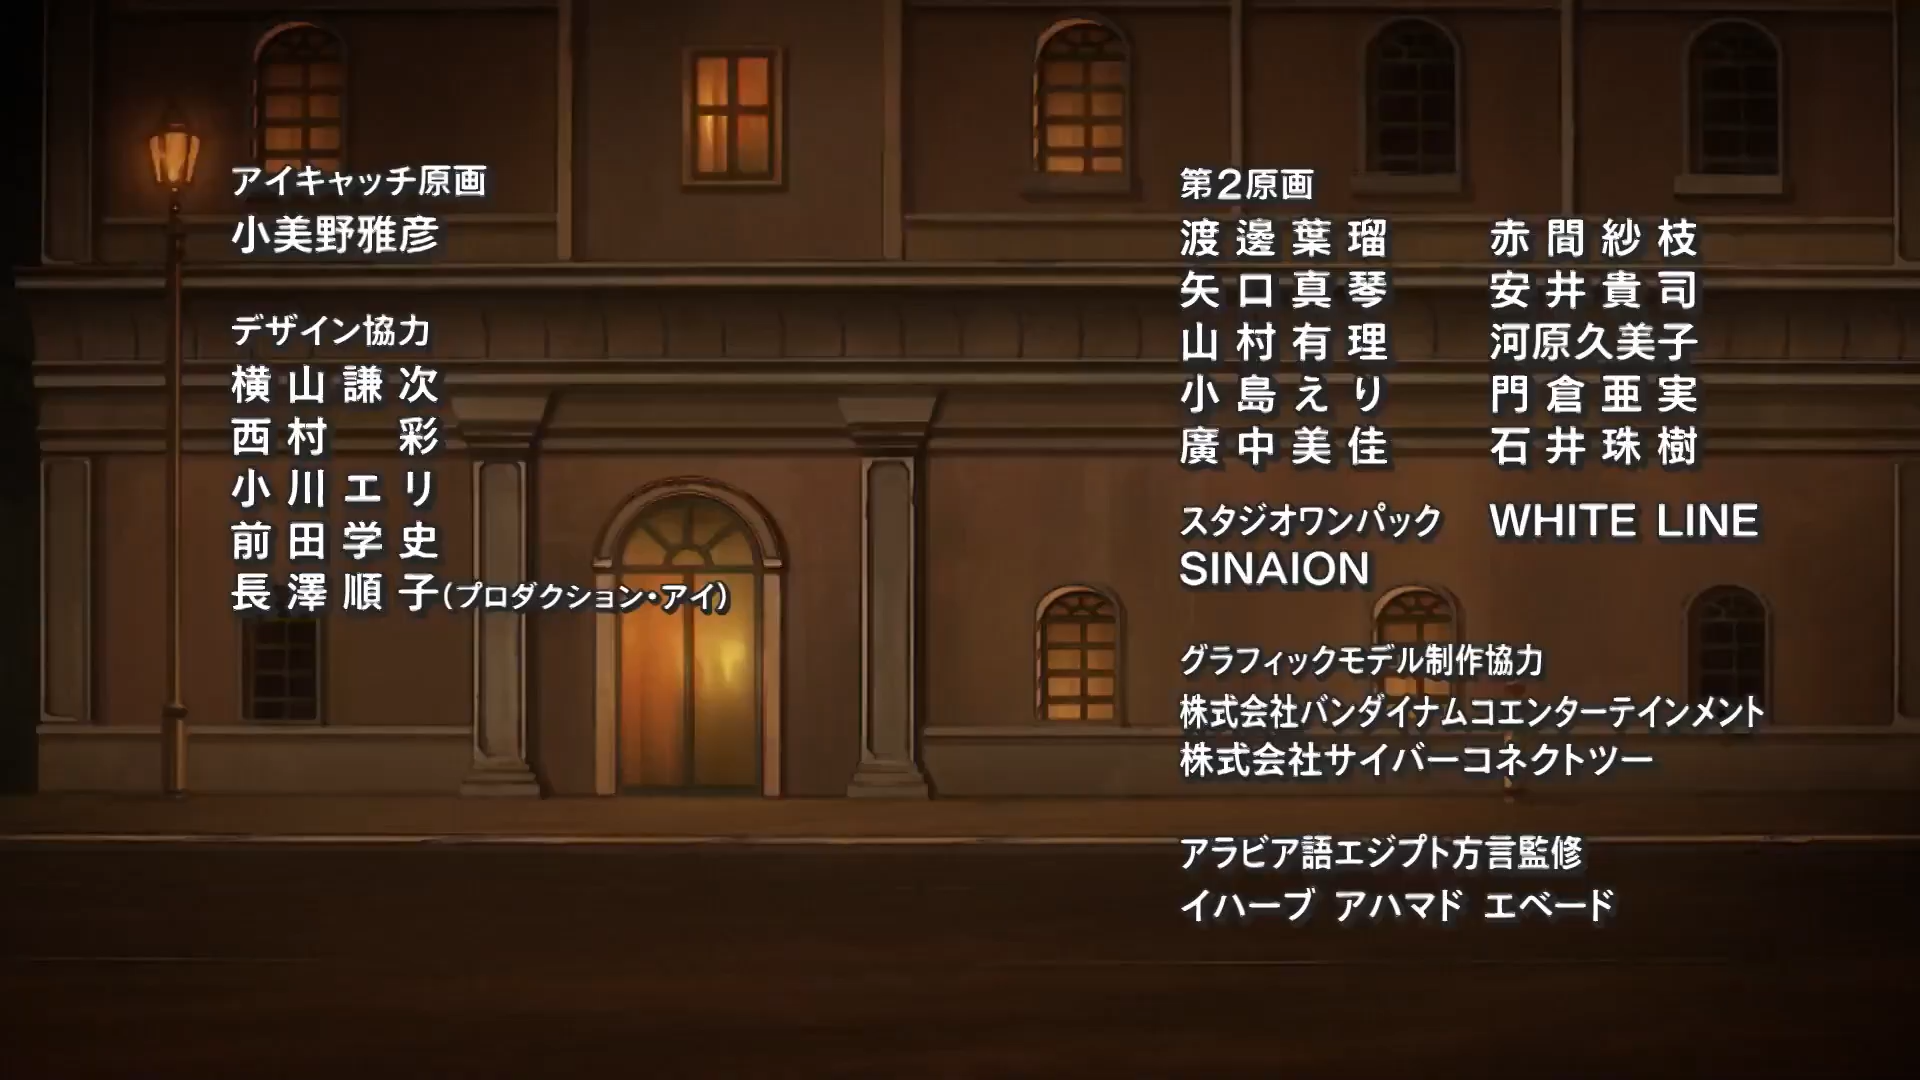 アイキャッチ原画
小美野雅彦
デザイン協力
横山謙次
西村 彩
小川エリ
前田学史
長澤順子(プロダクション・アイ)
第2原画
渡邊葉瑠 赤間紗枝
矢口真琴 安井貴司
山村有理 河原久美子
小島えり 門倉亜実
廣中美佳 石井珠樹
スタジオワンパック WHITE LINE
SINAION
グラフィックモデル制作協力
株式会社バンダイナムコエンターテインメント
株式会社サイバーコネクトツー
アラビア語エジプト方言監修
イハーブ アハマド エベード